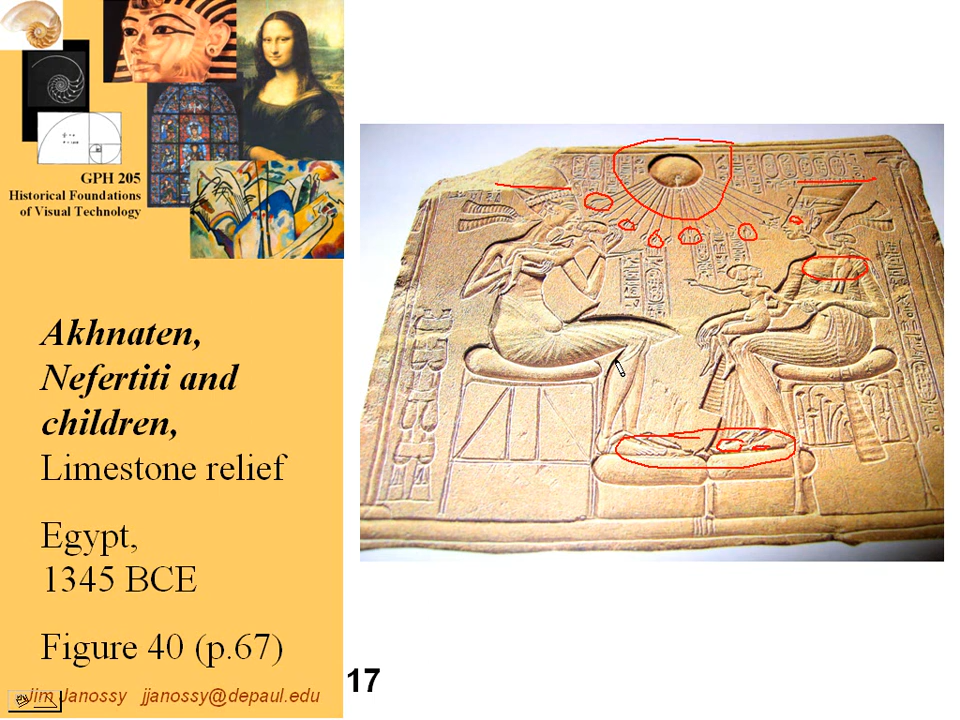 GPH 205
Historical Foundations
of Visual Technology
Akhnaten,
Nefertiti and
children,
Limestone relief
Egypt,
1345 BCE
Figure 40 (p.67)
Jim Janossy jjanossy@depaul.edu
17